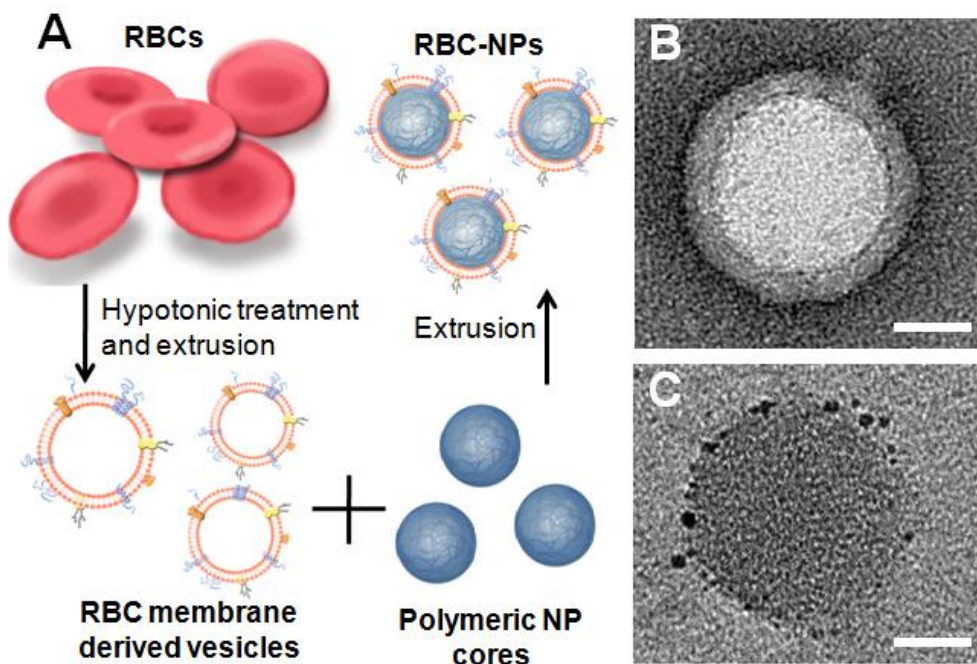 A
RBCs
RBC-NPs
Hypotonic treatment
and extrusion
Extrusion
RBC membrane
derived vesicles
Polymeric NP
cores
B
C